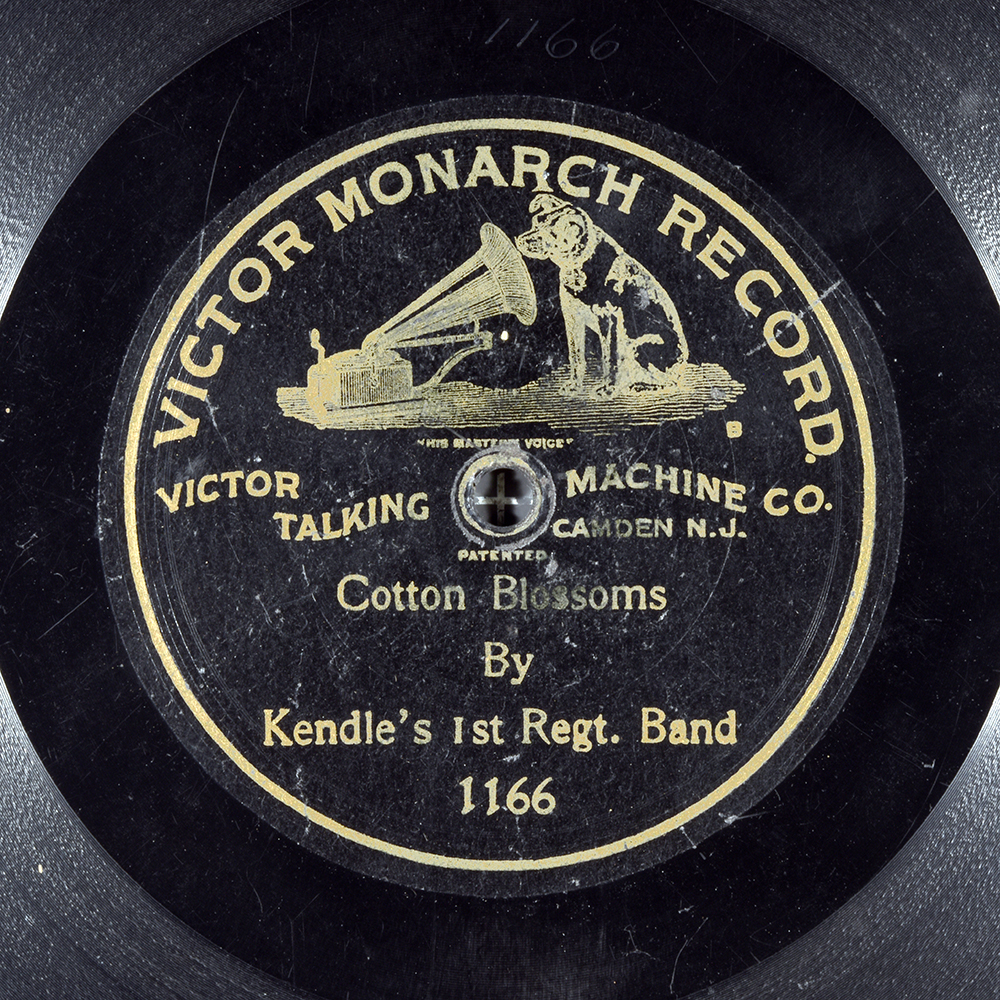 1166
VICTOR MONARCH RECORD.
B
"HIS MASTER'S VOICE"
VICTOR TALKING MACHINE CO.
CAMDEN N.J.
PATENTED
Cotton Blossoms
By
Kendle's 1st Regt. Band
1166